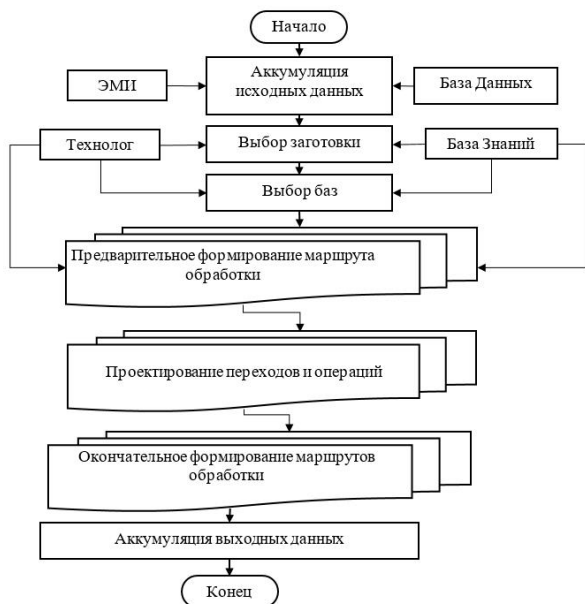 Начало
ЭМИ
Аккумуляция
исходных данных
База Данных
Технолог
Выбор заготовки
База Знаний
Выбор баз
Предварительное формирование маршрута
обработки
Проектирование переходов и операций
Окончательное формирование маршрутов
обработки
Аккумуляция выходных данных
Конец